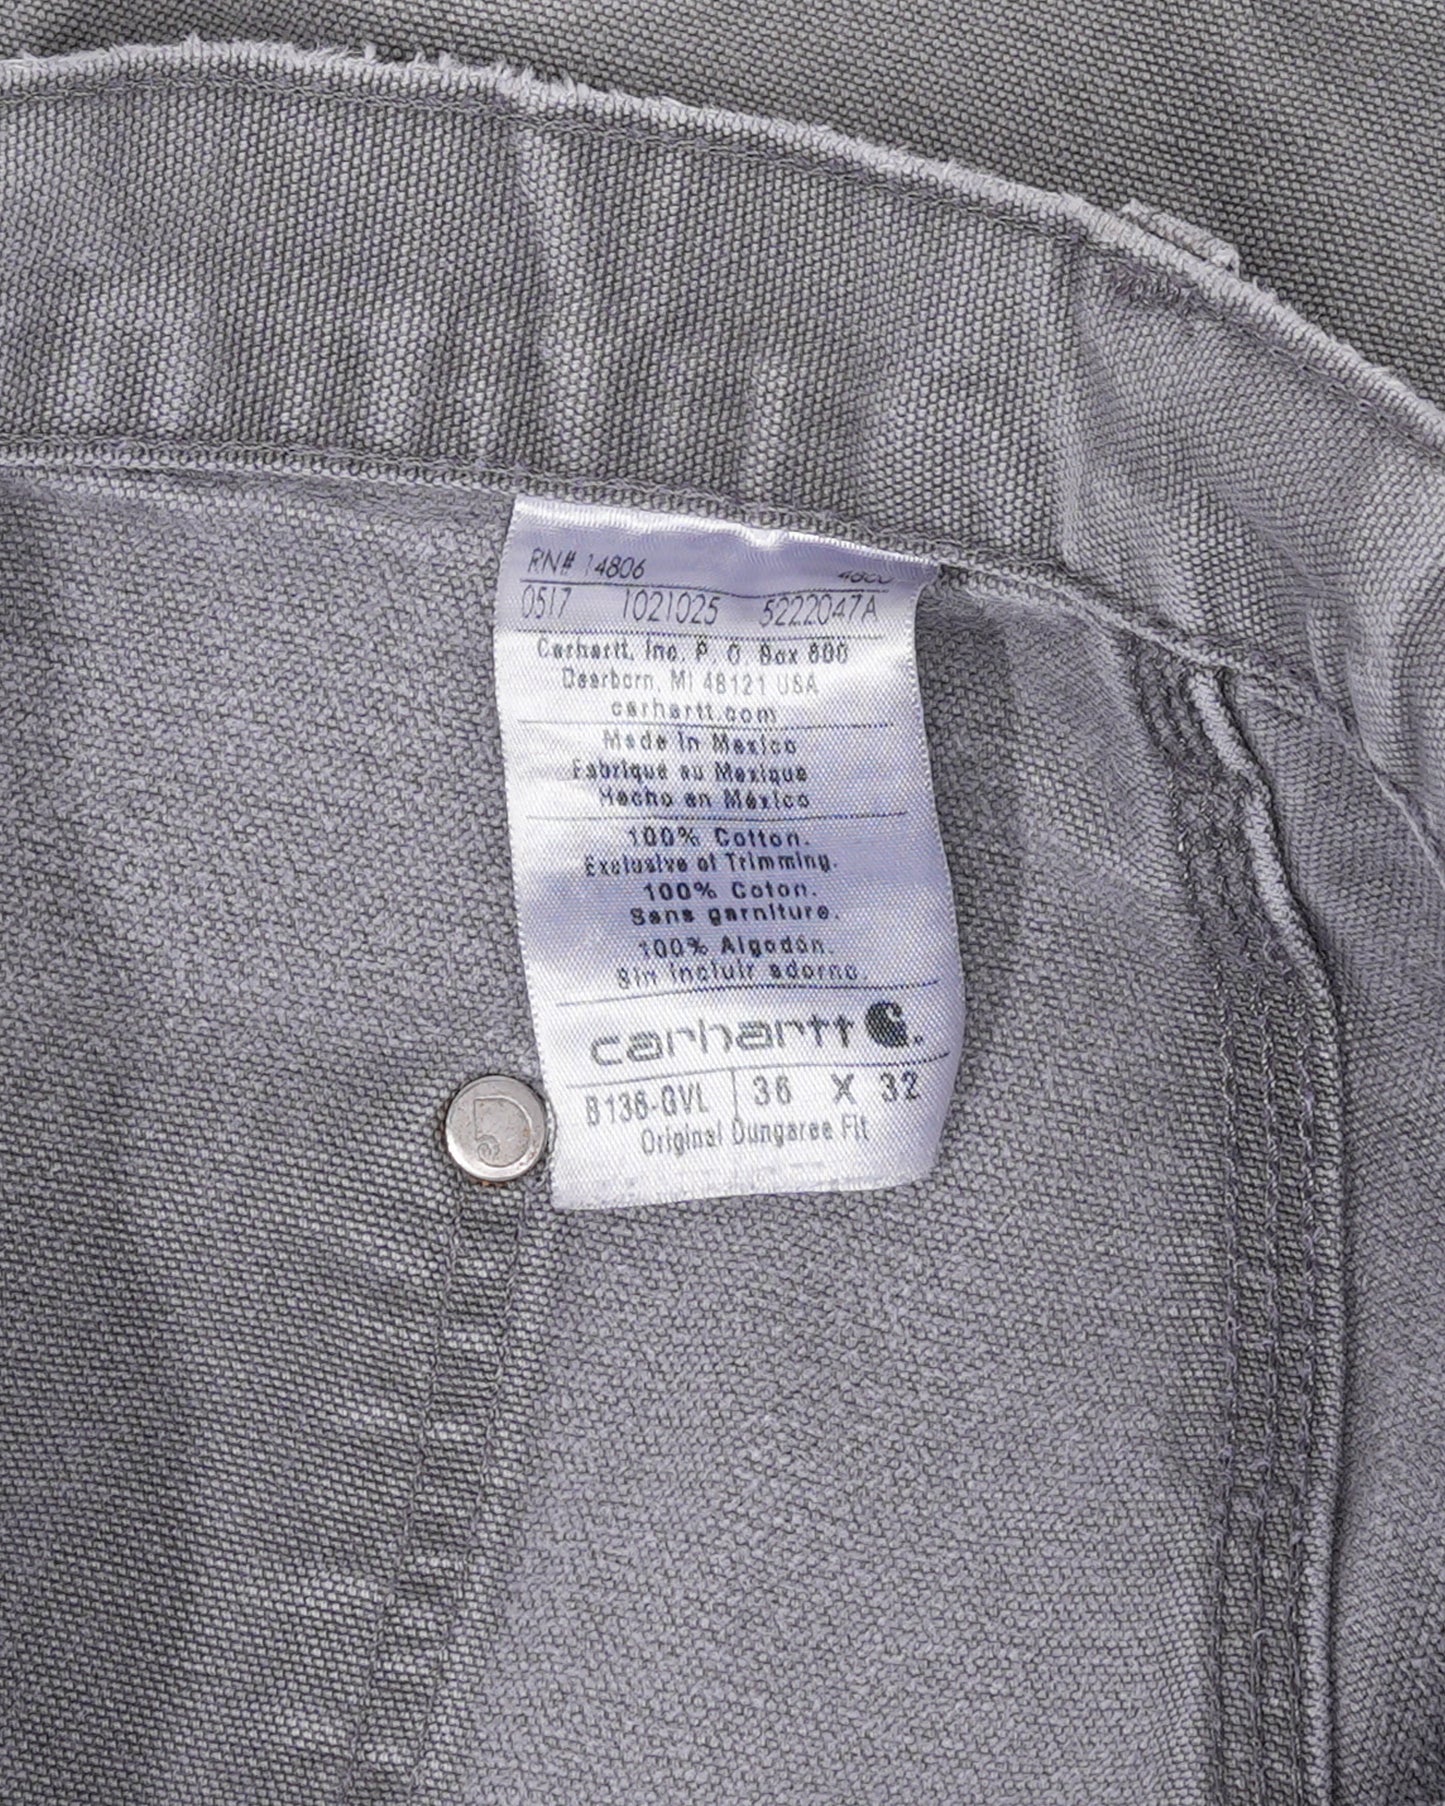 RN# 14806
0517 1021025 5222047A
Carhartt, Inc. P. O. Box 600
Dearborn, MI 48121 USA
carhartt.com
Made in Mexico
Fabriqué au Mexique
Hecho en México
100% Cotton.
Exclusive of Trimming.
100% Coton.
Sans garniture.
100% Algodón.
Sin incluir adorno.
carhartt
B136-GVL 36 X 32
Original Dungaree Fit